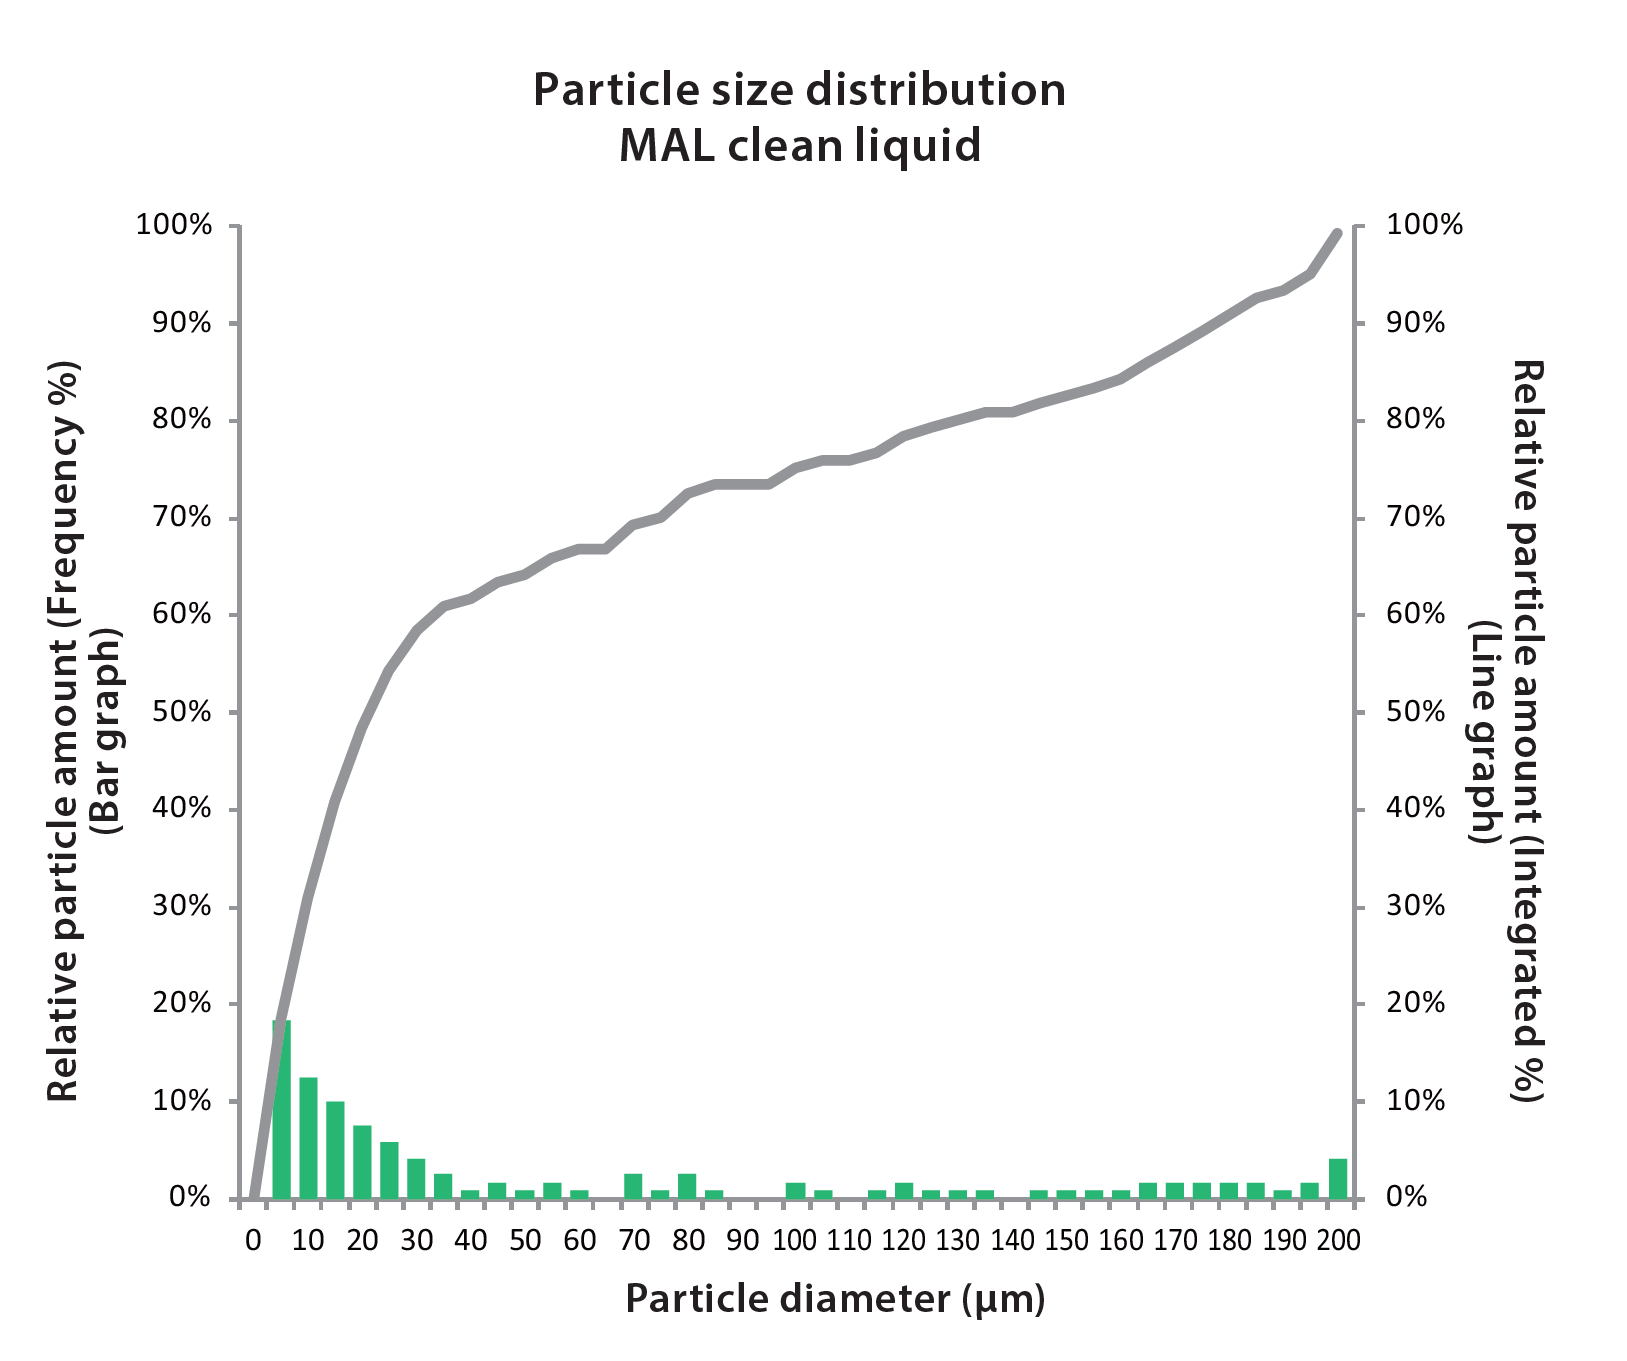 Particle size distribution
MAL clean liquid
Relative particle amount (Frequency %)
(Bar graph)
100%
90%
80%
70%
60%
50%
40%
30%
20%
10%
0%
100%
90%
80%
70%
60%
50%
40%
30%
20%
10%
0%
Relative particle amount (Integrated %)
(Line graph)
0 10 20 30 40 50 60 70 80 90 100 110 120 130 140 150 160 170 180 190 200
Particle diameter (µm)